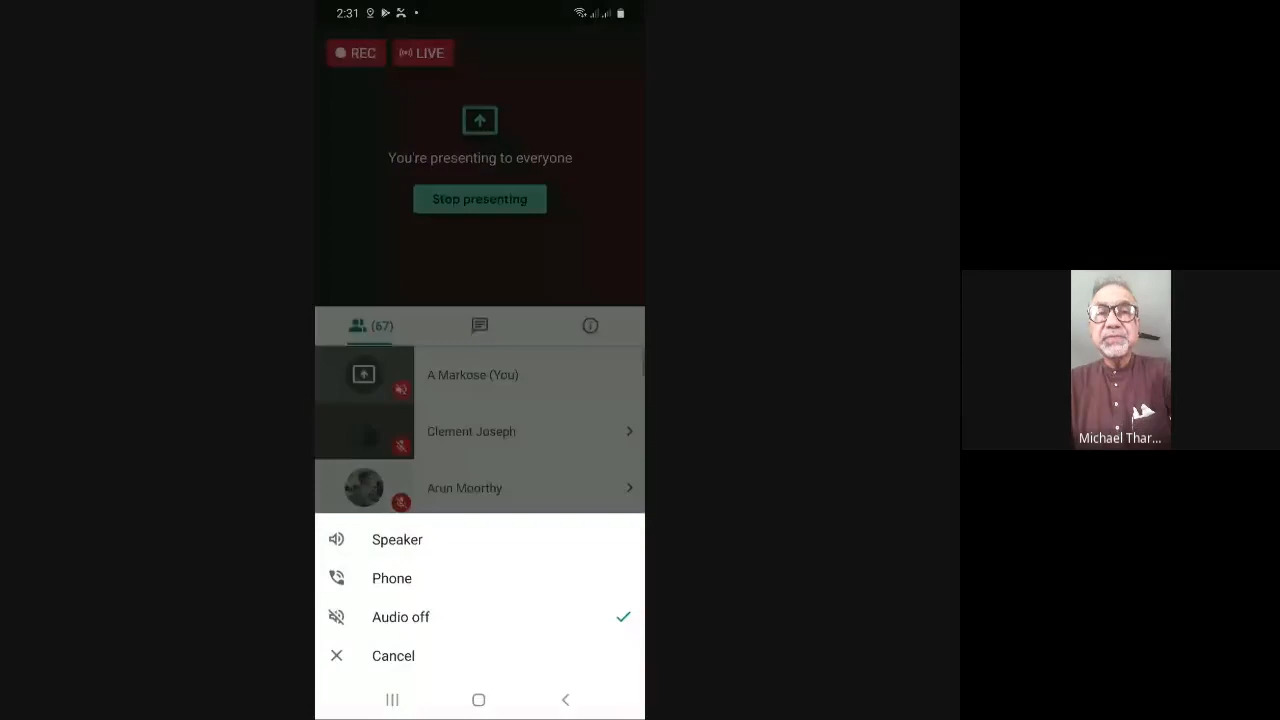 2:31
REC LIVE
You're presenting to everyone
Stop presenting
(67)
A Markose (You)
Clement Joseph
Arun Moorthy
Speaker
Phone
Audio off
Cancel
Michael Thar...